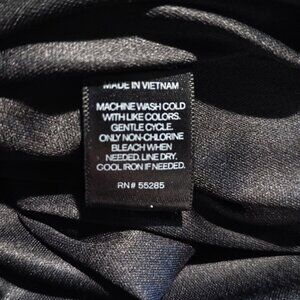 MADE IN VIETNAM
MACHINE WASH COLD
WITH LIKE COLORS.
GENTLE CYCLE.
ONLY NON-CHLORINE
BLEACH WHEN
NEEDED. LINE DRY.
COOL IRON IF NEEDED.
RN# 55285